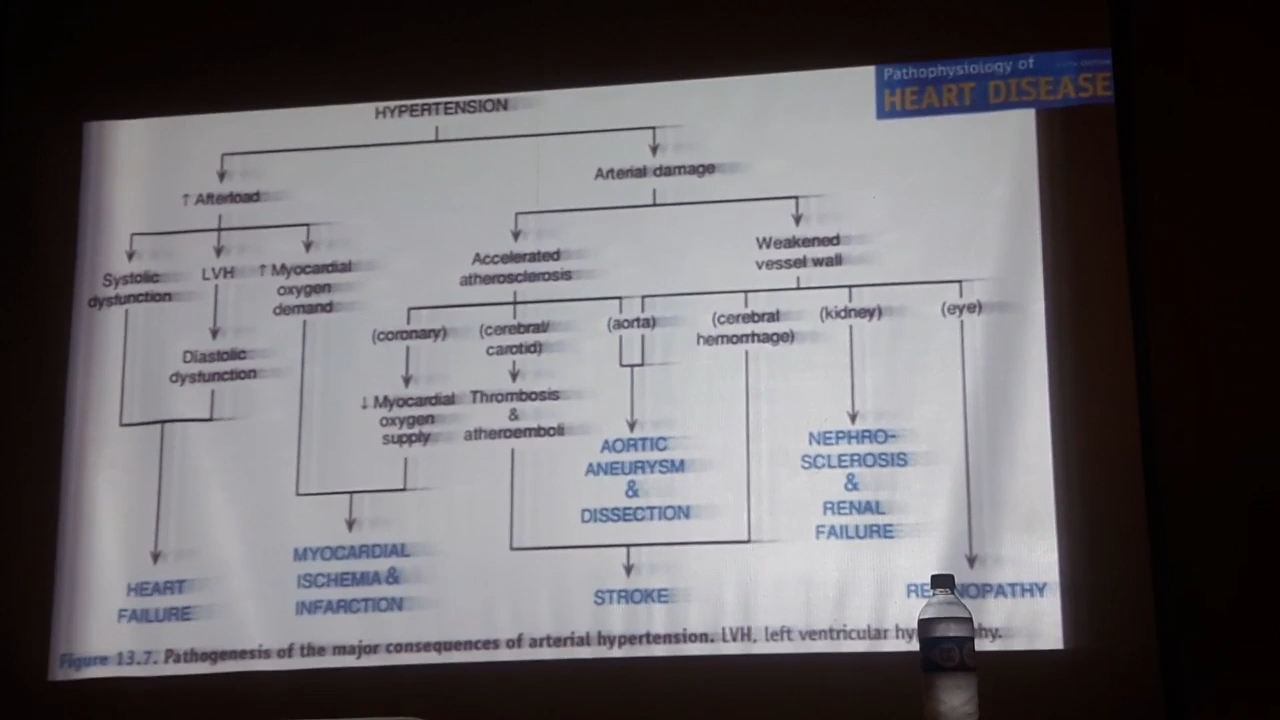 Pathophysiology of
HEART DISEASE
HYPERTENSION
↑ Afterload
Arterial damage
Systolic
dysfunction
LVH
↑ Myocardial
oxygen
demand
Accelerated
atherosclerosis
Weakened
vessel wall
Diastolic
dysfunction
(coronary)
(cerebral/
carotid)
(aorta)
(cerebral
hemorrhage)
(kidney)
(eye)
↓ Myocardial
oxygen
supply
Thrombosis
&
atheroemboli
AORTIC
ANEURYSM
&
DISSECTION
NEPHRO-
SCLEROSIS
&
RENAL
FAILURE
HEART
FAILURE
MYOCARDIAL
ISCHEMIA &
INFARCTION
STROKE
Figure 13.7. Pathogenesis of the major consequences of arterial hypertension. LVH, left ventricular